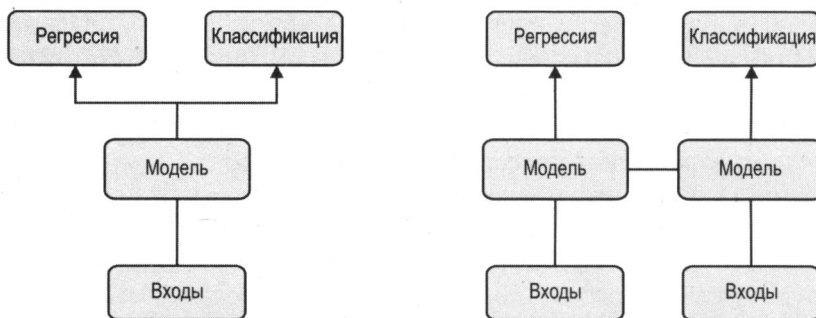 Регрессия
Классификация
Регрессия
Классификация
Модель
Модель
Модель
Входы
Входы
Входы